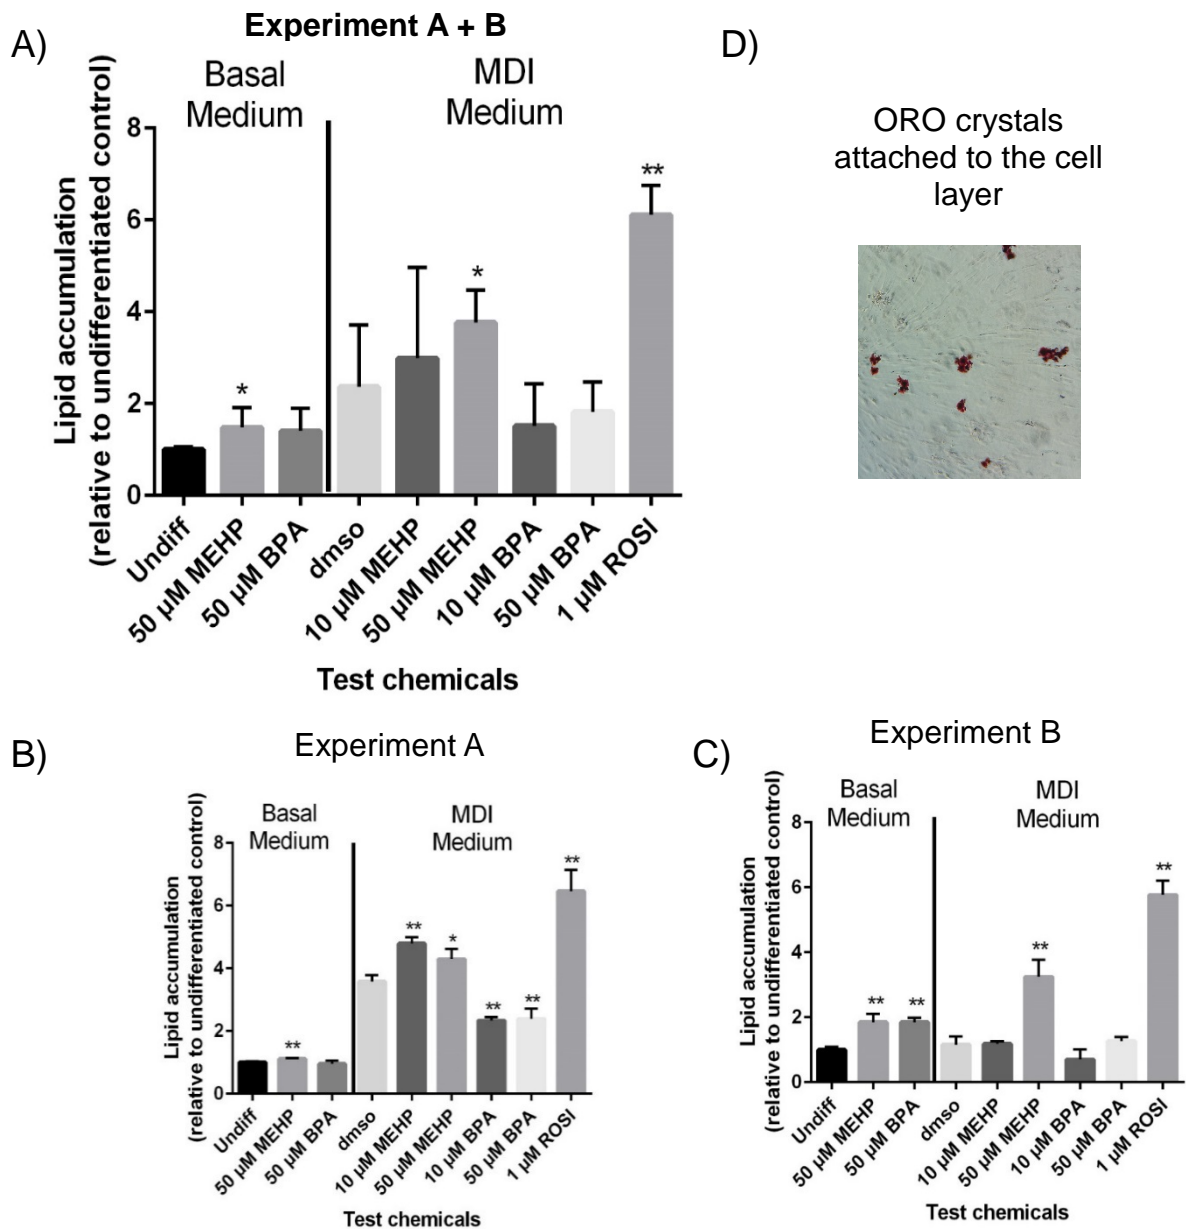 A)
Experiment A + B
Basal
Medium
MDI
Medium
Lipid accumulation
(relative to undifferentiated control)
8
6
4
2
0
*
*
**
Undiff
50 µM MEHP
50 µM BPA
dmso
10 µM MEHP
50 µM MEHP
10 µM BPA
50 µM BPA
1 µM ROSI
Test chemicals
D)
ORO crystals
attached to the cell
layer
B)
Experiment A
Basal
Medium
MDI
Medium
Lipid accumulation
(relative to undifferentiated control)
8
6
4
2
0
**
**
*
**
**
**
Undiff
50 µM MEHP
50 µM BPA
dmso
10 µM MEHP
50 µM MEHP
10 µM BPA
50 µM BPA
1 µM ROSI
Test chemicals
C)
Experiment B
Basal
Medium
MDI
Medium
Lipid accumulation
(relative to undifferentiated control)
8
6
4
2
0
**
**
**
**
Undiff
50 µM MEHP
50 µM BPA
dmso
10 µM MEHP
50 µM MEHP
10 µM BPA
50 µM BPA
1 µM ROSI
Test chemicals